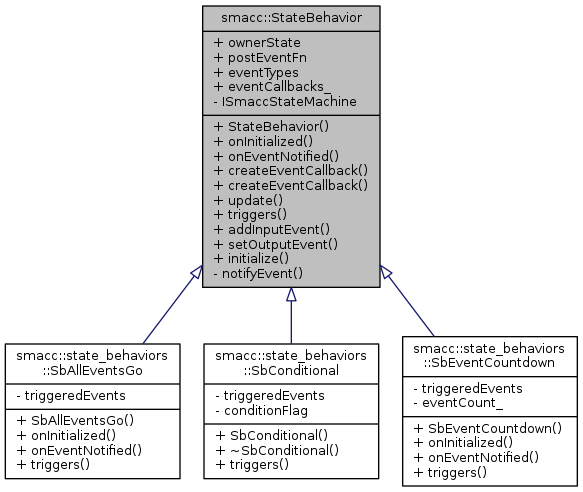 smacc::StateBehavior
+ ownerState
+ postEventFn
+ eventTypes
+ eventCallbacks_
- ISmaccStateMachine
+ StateBehavior()
+ onInitialized()
+ onEventNotified()
+ createEventCallback()
+ createEventCallback()
+ update()
+ triggers()
+ addInputEvent()
+ setOutputEvent()
+ initialize()
- notifyEvent()
smacc::state_behaviors
::SbAllEventsGo
- triggeredEvents
+ SbAllEventsGo()
+ onInitialized()
+ onEventNotified()
+ triggers()
smacc::state_behaviors
::SbConditional
- triggeredEvents
- conditionFlag
+ SbConditional()
+ ~SbConditional()
+ triggers()
smacc::state_behaviors
::SbEventCountdown
- triggeredEvents
- eventCount_
+ SbEventCountdown()
+ onInitialized()
+ onEventNotified()
+ triggers()